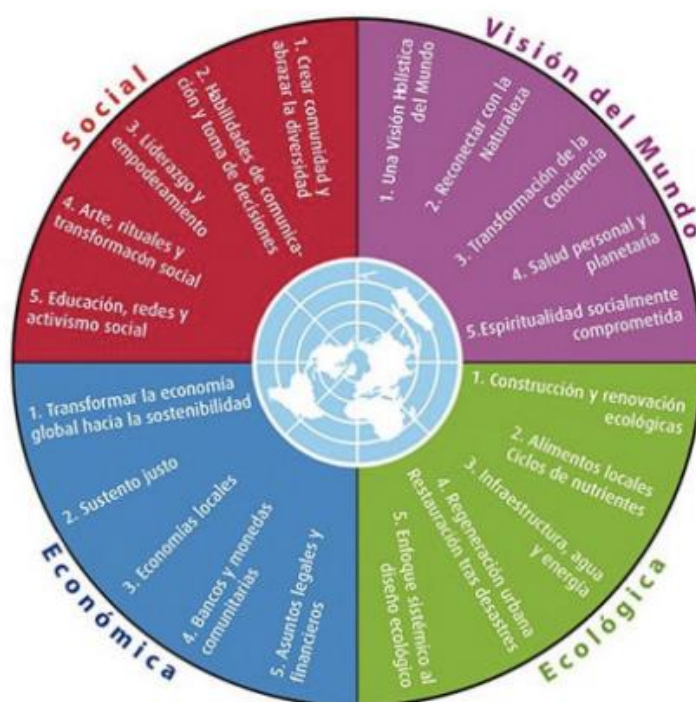 Social
1. Crear comunidad y
abrazar la diversidad
2. Habilidades de comunica-
ción y toma de decisiones
3. Liderazgo y
empoderamiento
4. Arte, rituales y
transformacón social
5. Educación, redes y
activismo social
Visión del Mundo
1. Una Visión Holística
del Mundo
2. Reconectar con la
Naturaleza
3. Transformación de la
Conciencia
4. Salud personal y
planetaria
5.Espiritualidad socialmente
comprometida
Económica
1. Transformar la economía
global hacia la sostenibilidad
2. Sustento justo
3. Economías locales
4. Bancos y monedas
comunitarias
5. Asuntos legales y
financieros
Ecológica
1. Construcción y renovación
ecológicas
2. Alimentos locales
Ciclos de nutrientes
3. Infraestructura, agua
y energía
4. Regeneración urbana
Restauración tras desastres
5. Enfoque sistémico al
diseño ecológico